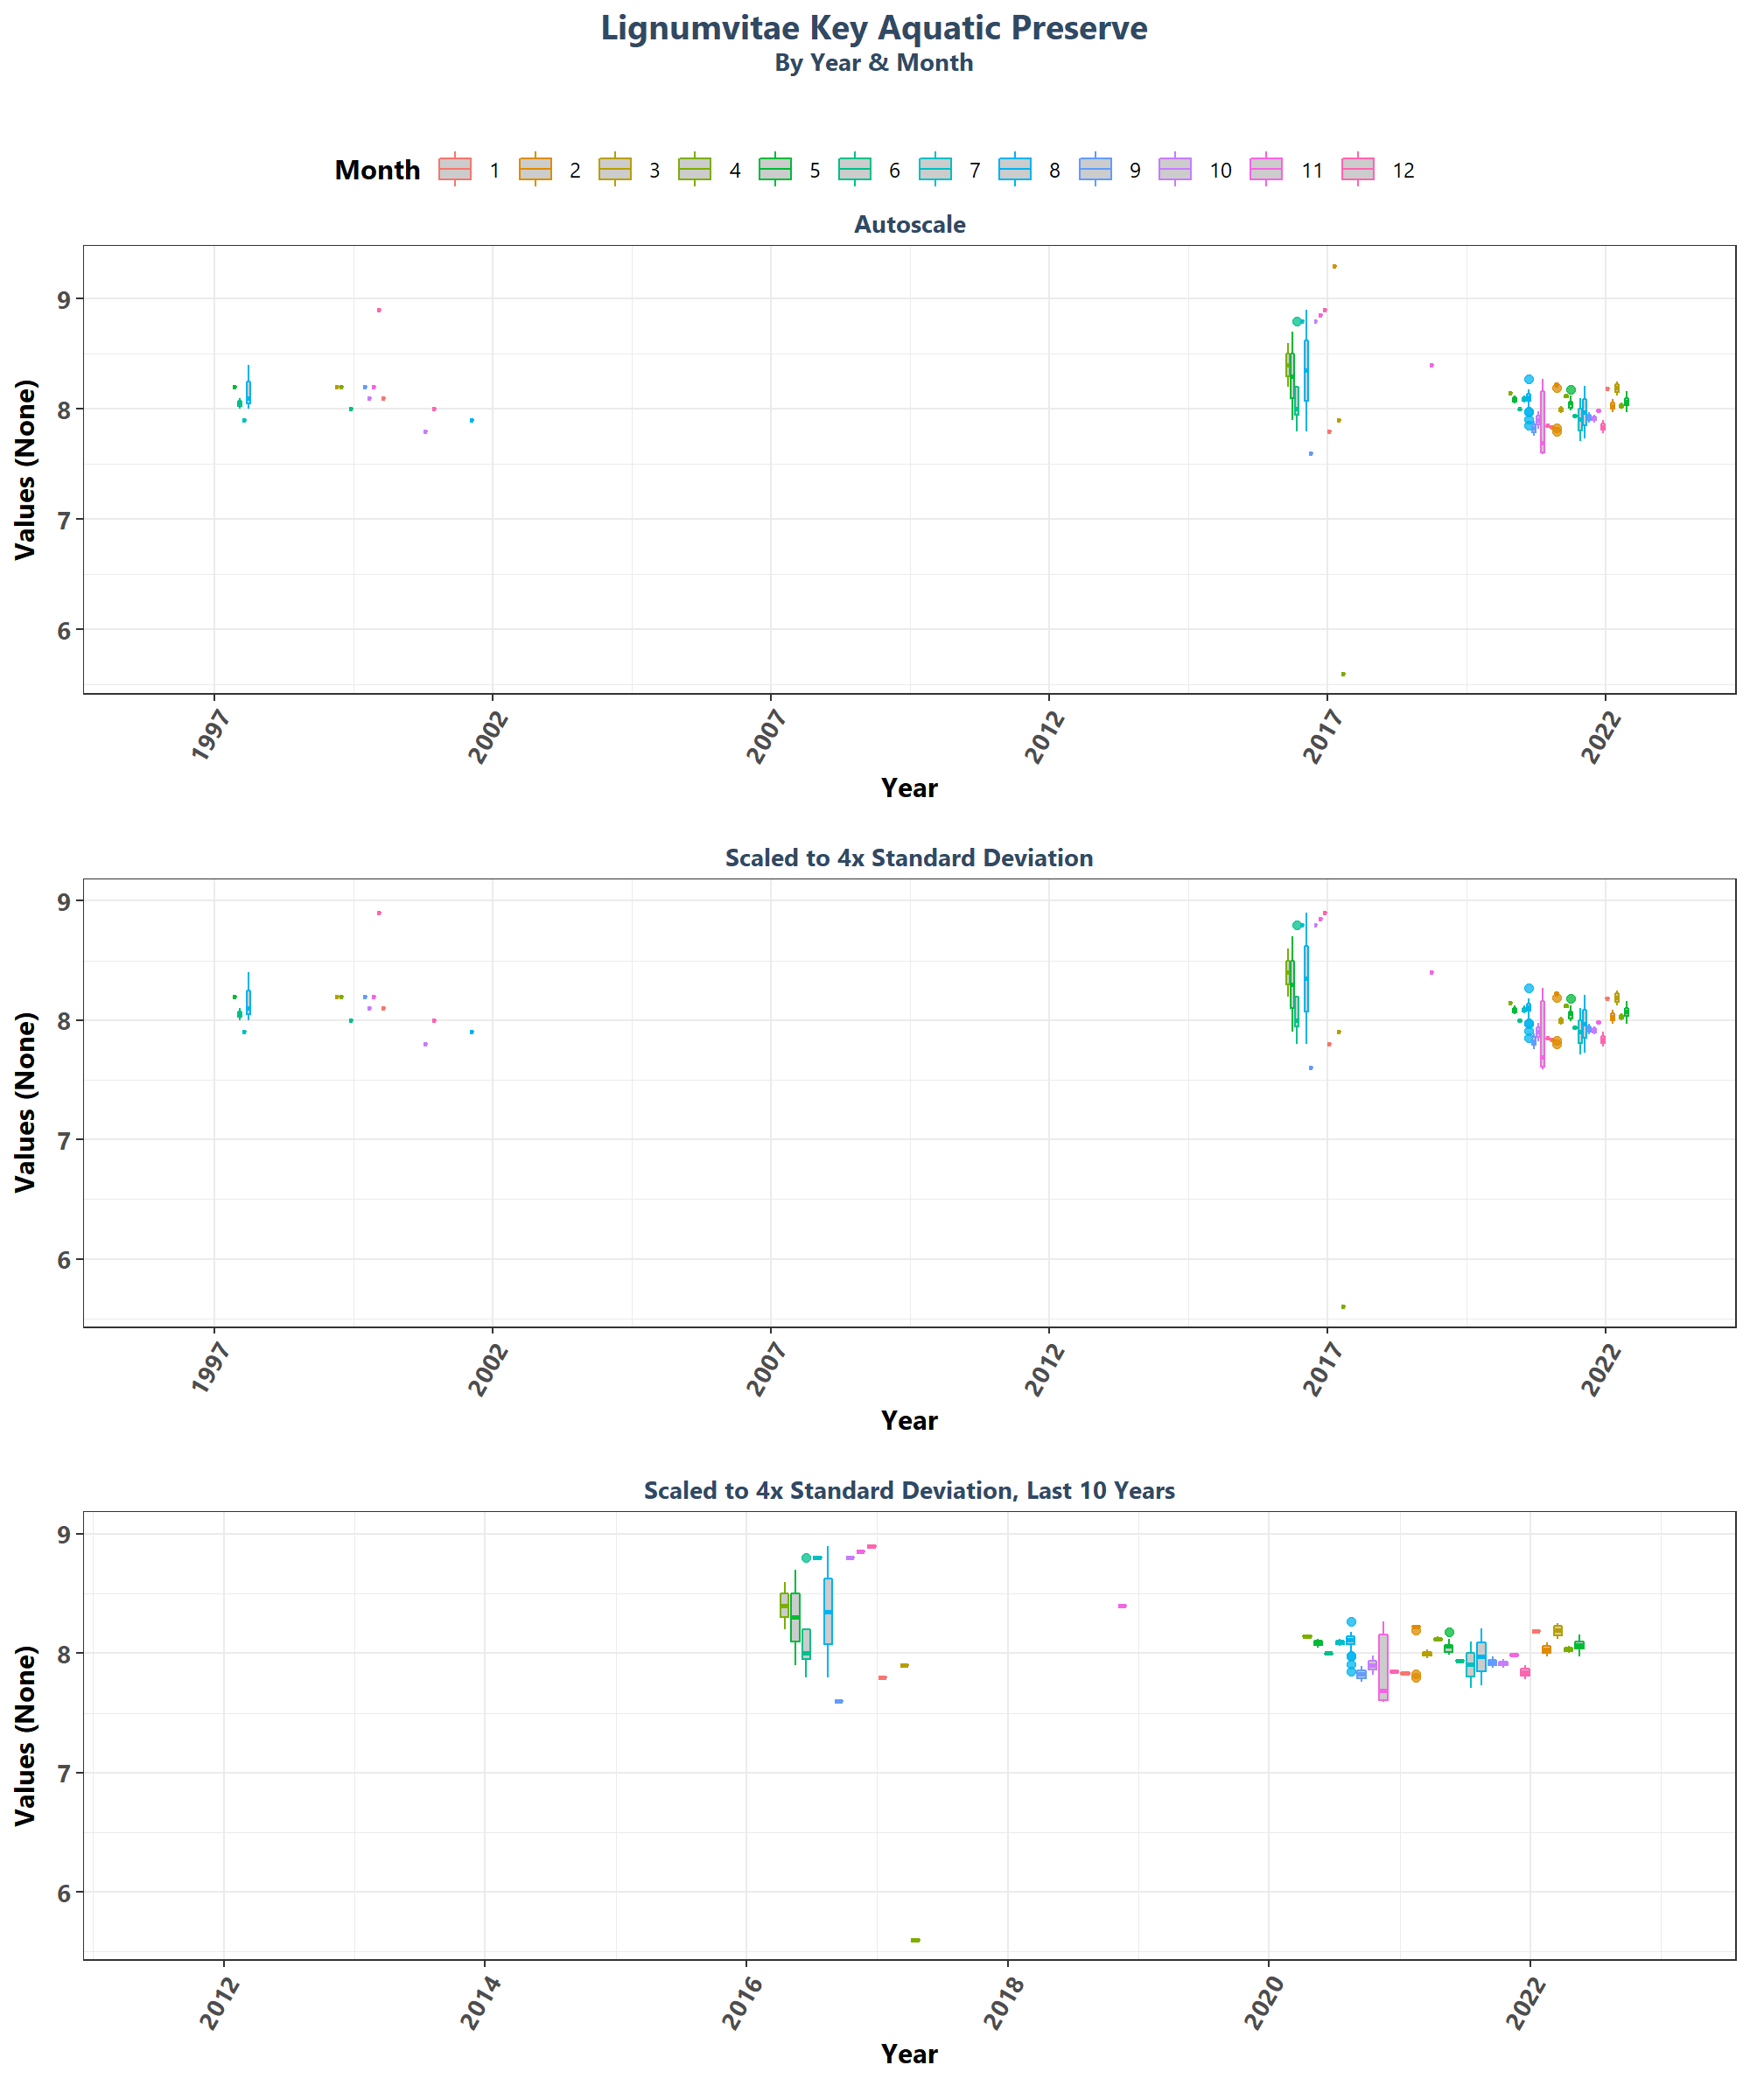 Lignumvitae Key Aquatic Preserve
By Year & Month
Month 1 2 3 4 5 6 7 8 9 10 11 12
Autoscale
Values (None)
9
8
7
6
1997 2002 2007 2012 2017 2022
Year
Scaled to 4x Standard Deviation
Values (None)
9
8
7
6
1997 2002 2007 2012 2017 2022
Year
Scaled to 4x Standard Deviation, Last 10 Years
Values (None)
9
8
7
6
2012 2014 2016 2018 2020 2022
Year